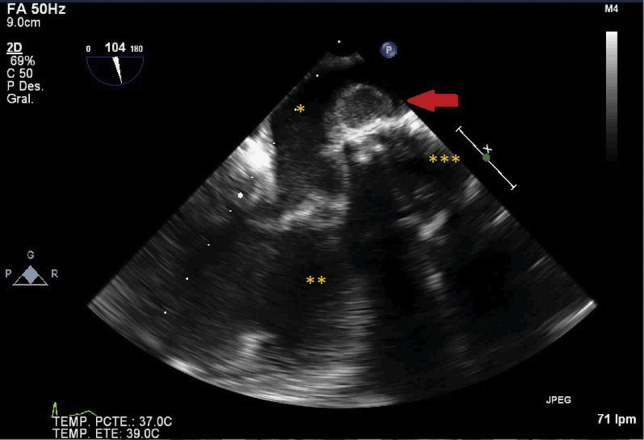 FA 50Hz
9.0cm
M4
2D
69%
C 50
P Des.
Gral.
0 104 180
P
*
***
x
G
P R
**
JPEG
TEMP. PCTE.: 37.0C
TEMP. ETE: 39.0C
71 lpm